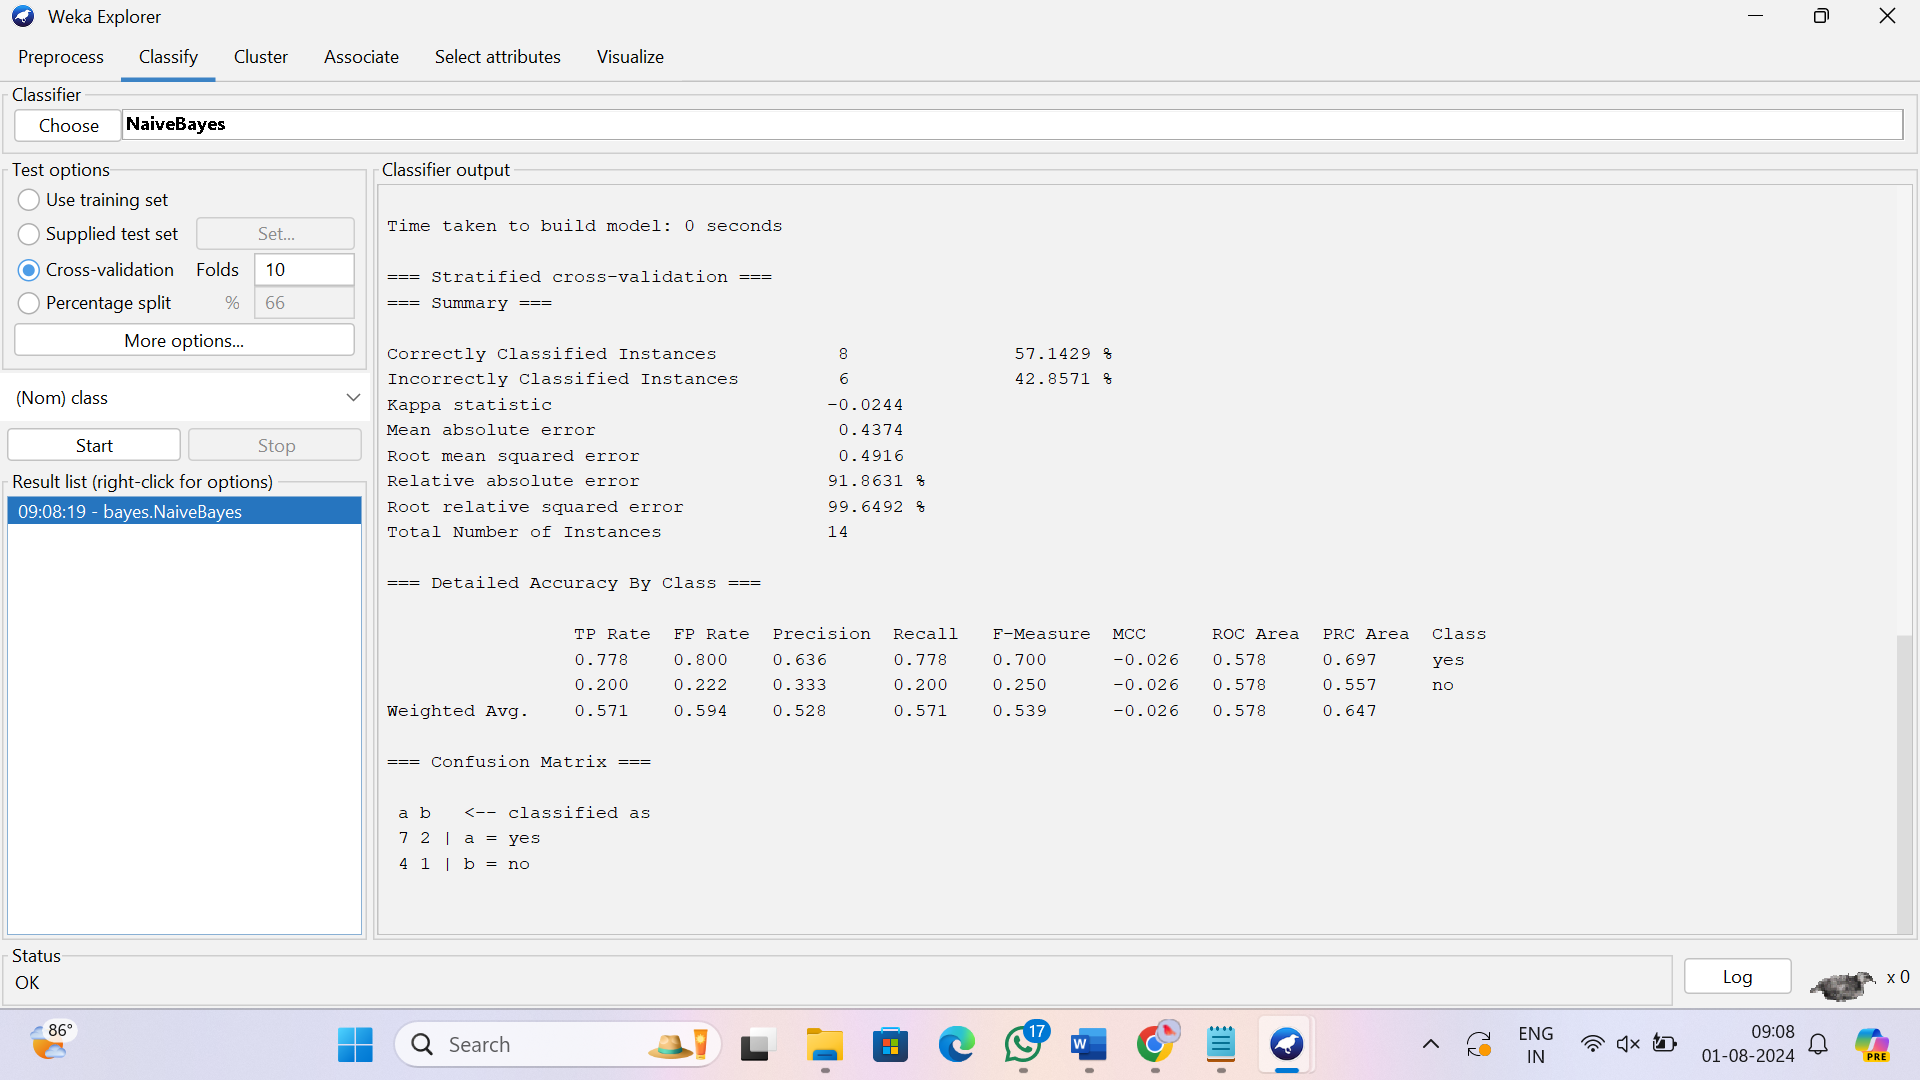 Weka Explorer
Preprocess Classify Cluster Associate Select attributes Visualize
Classifier
Choose NaiveBayes
Test options
Use training set
Supplied test set Set...
Cross-validation Folds 10
Percentage split % 66
More options...
(Nom) class
Start Stop
Result list (right-click for options)
09:08:19 - bayes.NaiveBayes
Classifier output
Time taken to build model: 0 seconds
=== Stratified cross-validation ===
=== Summary ===
Correctly Classified Instances 8 57.1429 %
Incorrectly Classified Instances 6 42.8571 %
Kappa statistic -0.0244
Mean absolute error 0.4374
Root mean squared error 0.4916
Relative absolute error 91.8631 %
Root relative squared error 99.6492 %
Total Number of Instances 14
=== Detailed Accuracy By Class ===
TP Rate FP Rate Precision Recall F-Measure MCC ROC Area PRC Area Class
0.778 0.800 0.636 0.778 0.700 -0.026 0.578 0.697 yes
0.200 0.222 0.333 0.200 0.250 -0.026 0.578 0.557 no
Weighted Avg. 0.571 0.594 0.528 0.571 0.539 -0.026 0.578 0.647
=== Confusion Matrix ===
a b <-- classified as
7 2 | a = yes
4 1 | b = no
Status
OK
Log x 0
86°
Search
17
W
ENG
IN
09:08
01-08-2024
PRE